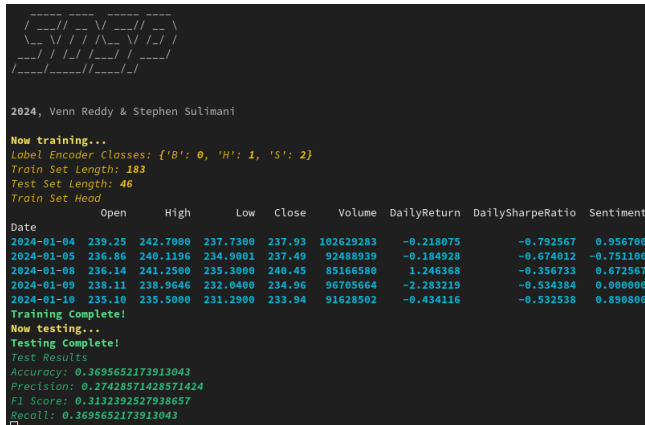 SDSP
2024, Venn Reddy & Stephen Sulimani
Now training...
Label Encoder Classes: {'B': 0, 'H': 1, 'S': 2}
Train Set Length: 183
Test Set Length: 46
Train Set Head
Open High Low Close Volume DailyReturn DailySharpeRatio Sentiment
Date
2024-01-04 239.25 242.7000 237.7300 237.93 102629283 -0.218075 -0.792567 0.956700
2024-01-05 236.86 240.1196 234.9001 237.49 92488939 -0.184928 -0.674012 -0.751100
2024-01-08 236.14 241.2500 235.3000 240.45 85166580 1.246368 -0.356733 0.672567
2024-01-09 238.11 238.9646 232.0400 234.96 96705664 -2.283219 -0.534384 0.000000
2024-01-10 235.10 235.5000 231.2900 233.94 91628502 -0.434116 -0.532538 0.890800
Training Complete!
Now testing...
Testing Complete!
Test Results
Accuracy: 0.3695652173913043
Precision: 0.27428571428571424
F1 Score: 0.3132392527938657
Recall: 0.3695652173913043